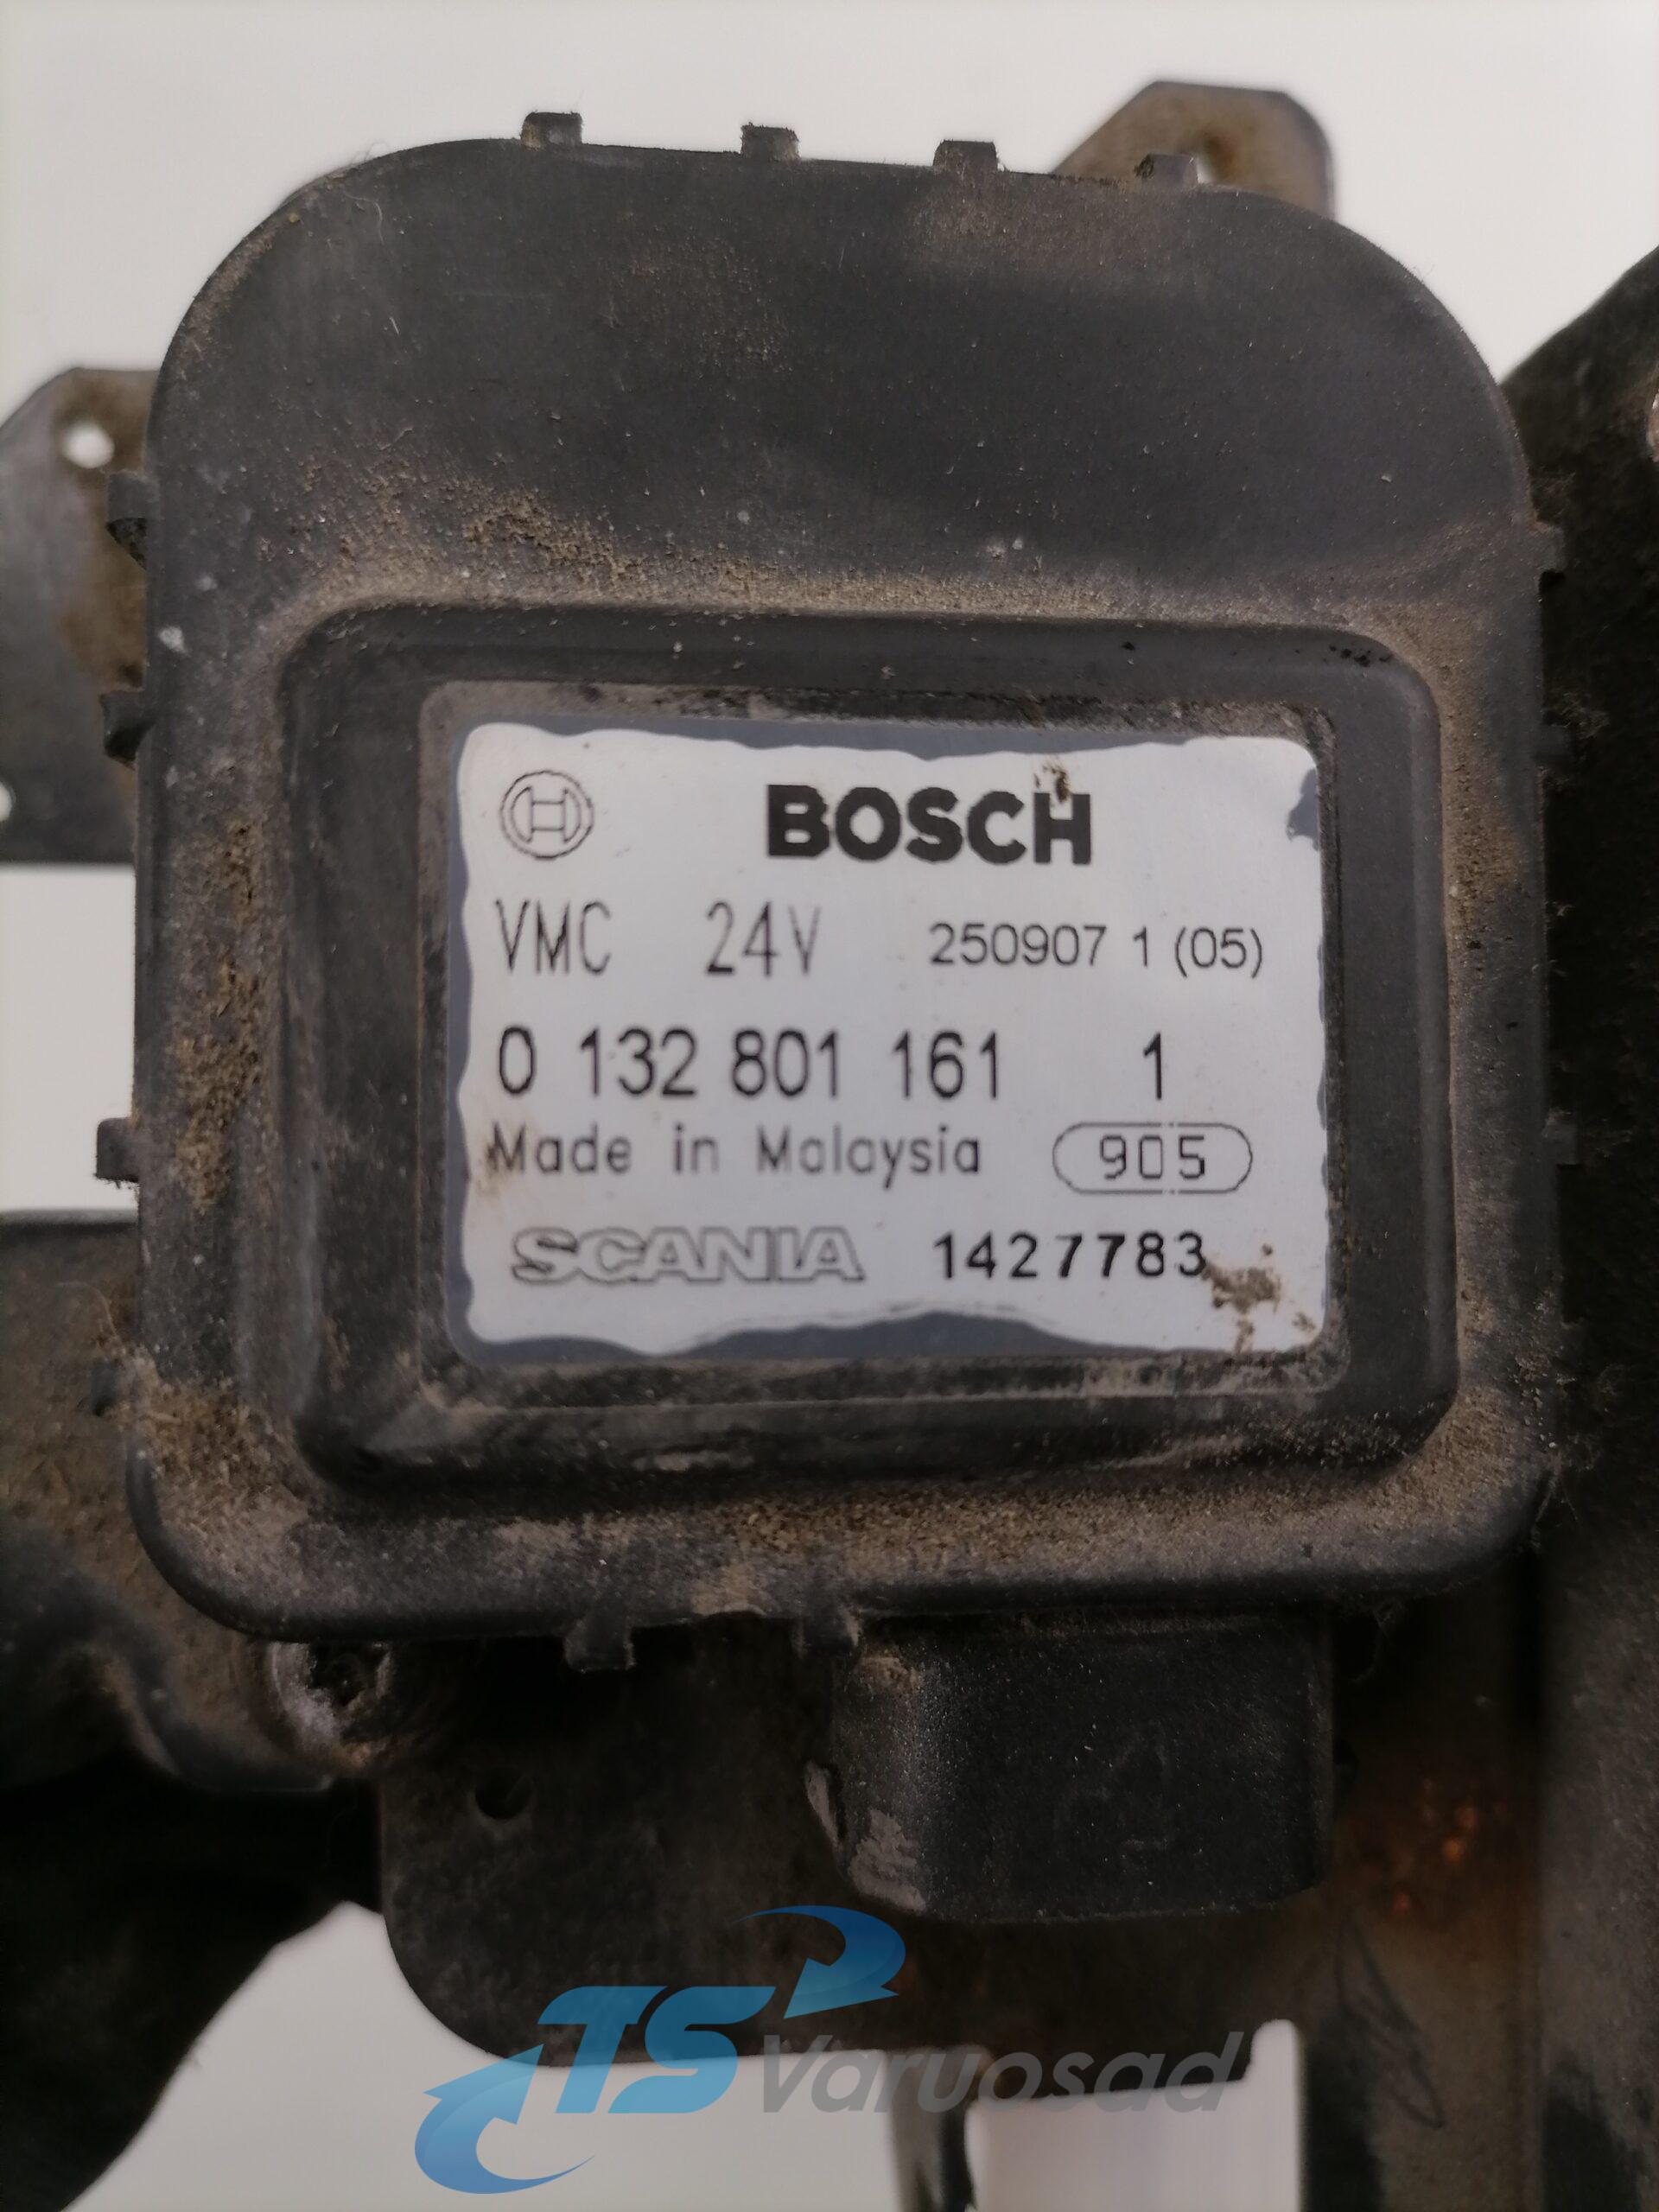 BOSCH
VMC 24V 250907 1 (05)
0 132 801 161 1
Made in Malaysia 905
SCANIA 1427783
TS Varuosad